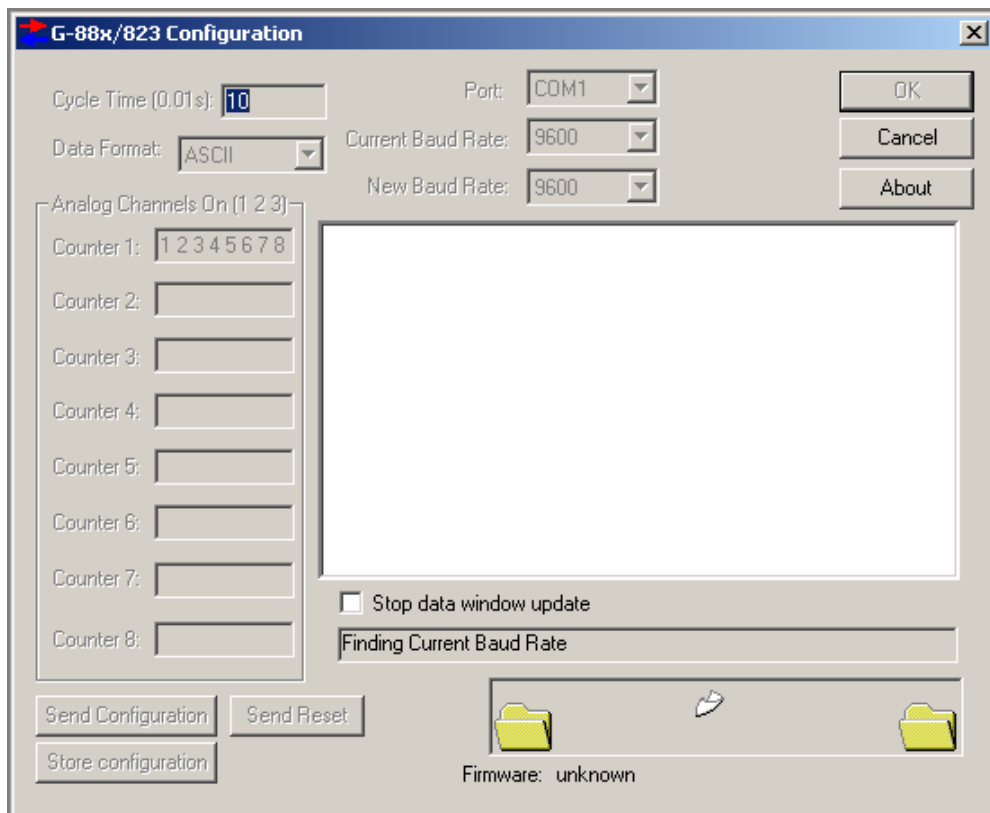 G-88x/823 Configuration
Cycle Time (0.01s): 10
Port: COM1
OK
Data Format: ASCII
Current Baud Rate: 9600
Cancel
New Baud Rate: 9600
About
Analog Channels On (1 2 3)
Counter 1: 1 2 3 4 5 6 7 8
Counter 2:
Counter 3:
Counter 4:
Counter 5:
Counter 6:
Counter 7:
Counter 8:
Stop data window update
Finding Current Baud Rate
Send Configuration
Send Reset
Store configuration
Firmware: unknown